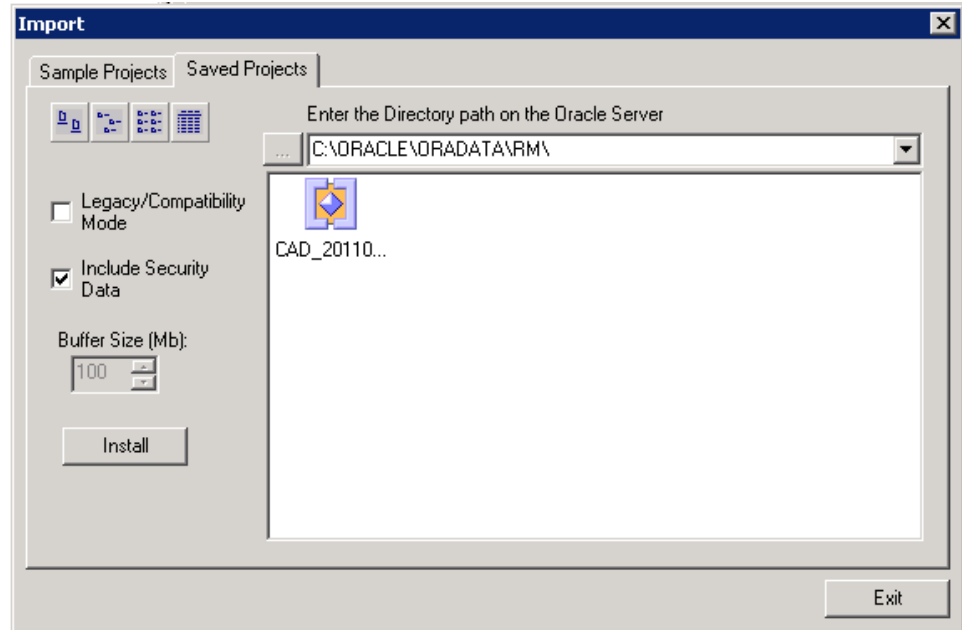 Import
Sample Projects
Saved Projects
Enter the Directory path on the Oracle Server
...
C:\ORACLE\ORADATA\RM\
Legacy/Compatibility
Mode
CAD_20110...
Include Security
Data
Buffer Size (Mb):
100
Install
Exit